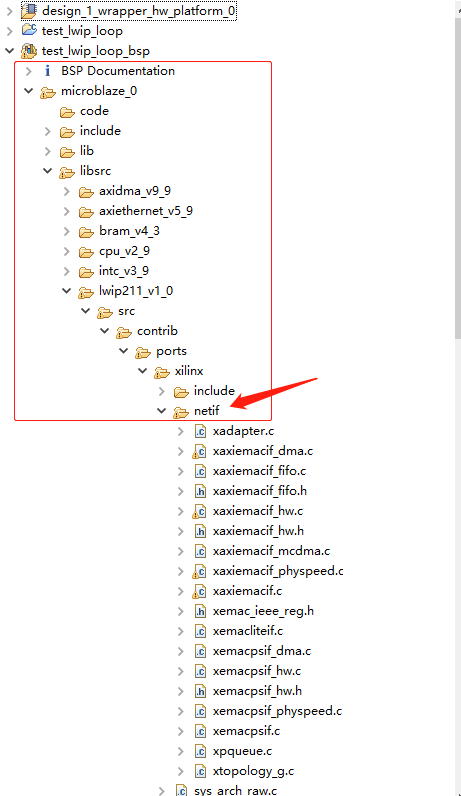 design_1_wrapper_hw_platform_0
test_lwip_loop
test_lwip_loop_bsp
BSP Documentation
microblaze_0
code
include
lib
libsrc
axidma_v9_9
axiethernet_v5_9
bram_v4_3
cpu_v2_9
intc_v3_9
lwip211_v1_0
src
contrib
ports
xilinx
include
netif
xadapter.c
xaxiemacif_dma.c
xaxiemacif_fifo.c
xaxiemacif_fifo.h
xaxiemacif_hw.c
xaxiemacif_hw.h
xaxiemacif_mcdma.c
xaxiemacif_physpeed.c
xaxiemacif.c
xemac_ieee_reg.h
xemacliteif.c
xemacpsif_dma.c
xemacpsif_hw.c
xemacpsif_hw.h
xemacpsif_physpeed.c
xemacpsif.c
xpqueue.c
xtopology_g.c
sys_arch_raw.c